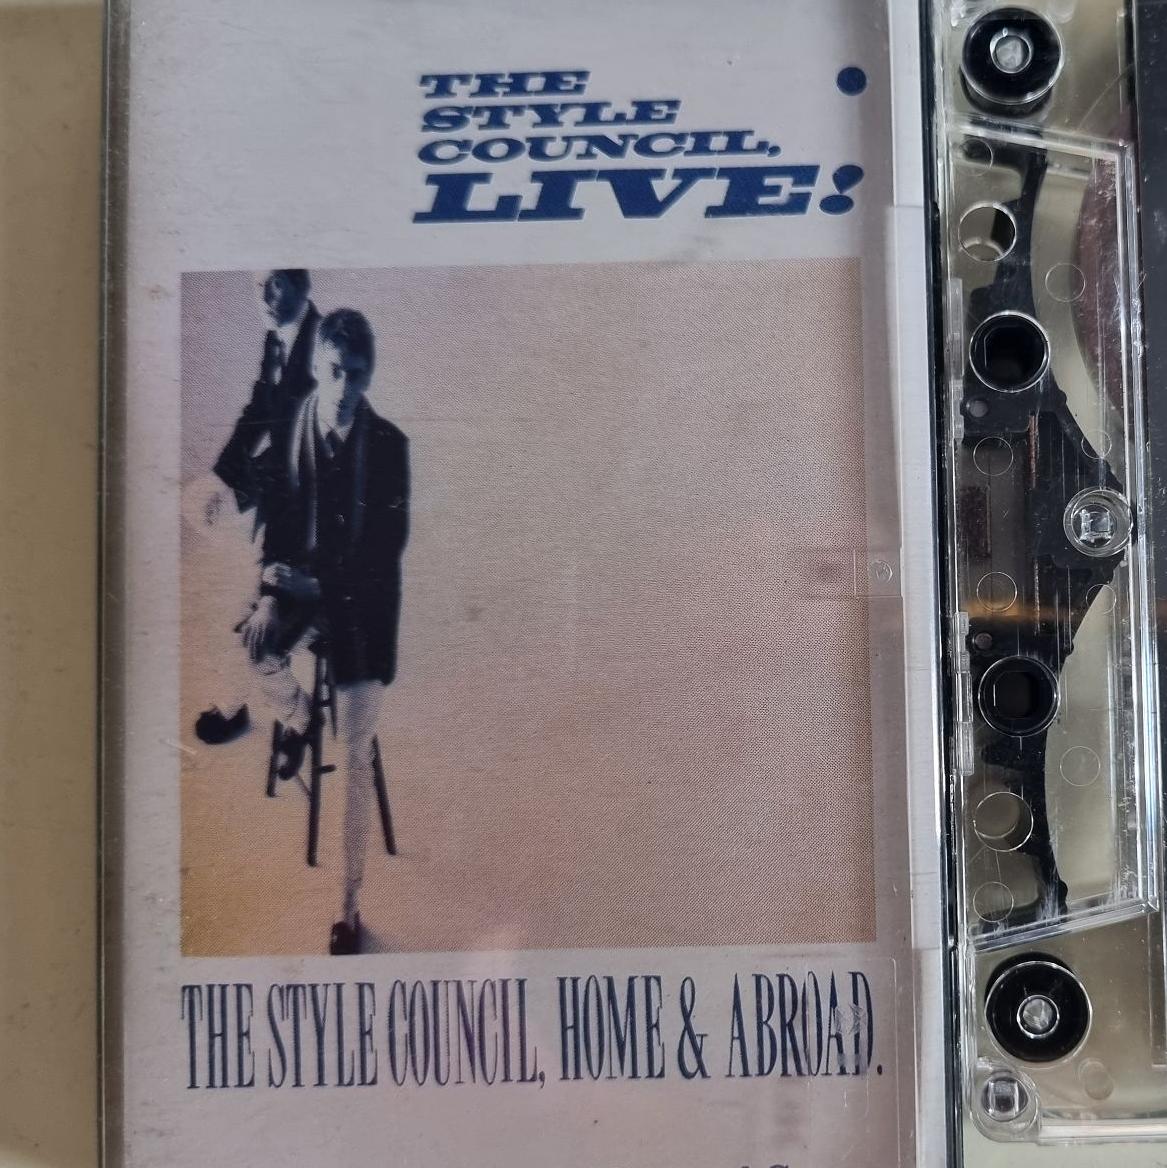 THE
STYLE
COUNCIL,
LIVE!
THE STYLE COUNCIL, HOME & ABROAD.